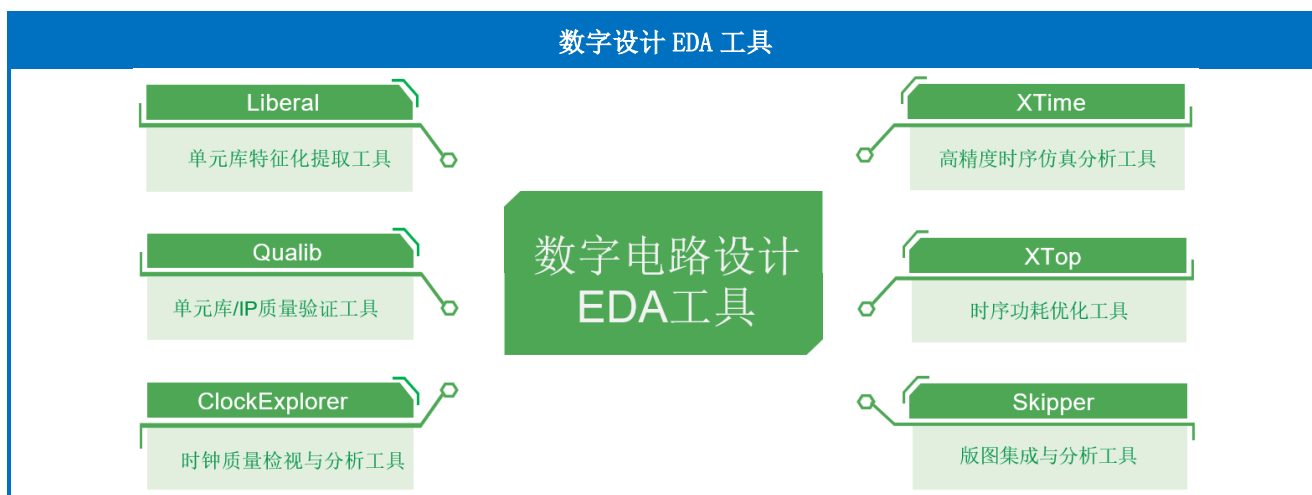 数字设计 EDA 工具
Liberal
单元库特征化提取工具
Qualib
单元库/IP质量验证工具
ClockExplorer
时钟质量检视与分析工具
数字电路设计
EDA工具
XTime
高精度时序仿真分析工具
XTop
时序功耗优化工具
Skipper
版图集成与分析工具